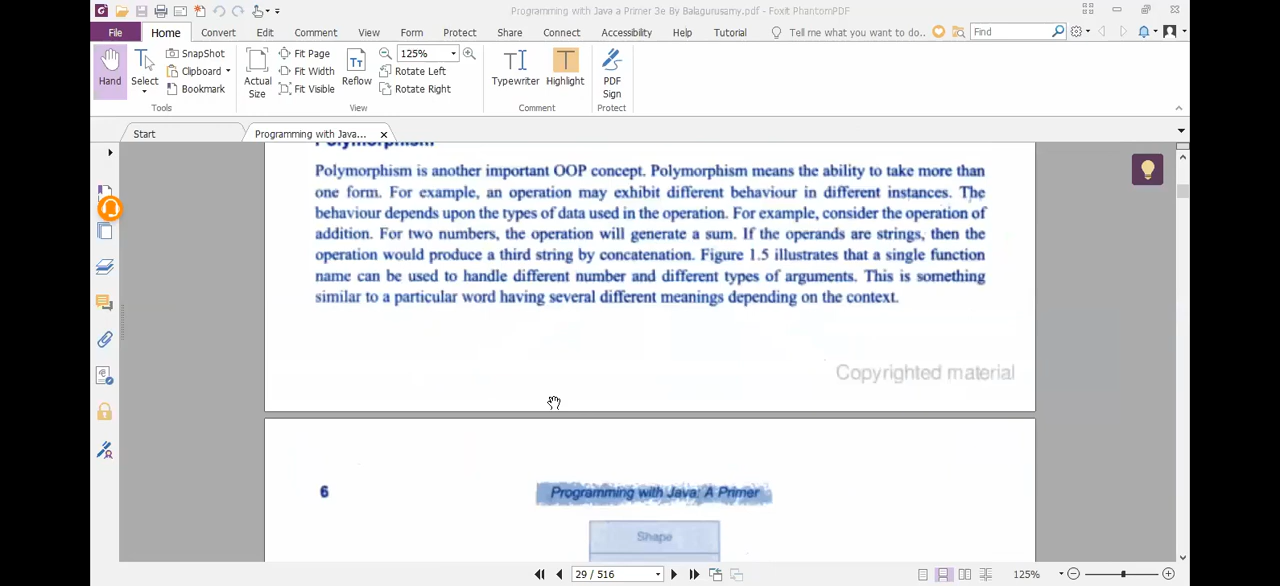 Programming with Java a Primer 3e By Balagurusamy.pdf - Foxit PhantomPDF
File Home Convert Edit Comment View Form Protect Share Connect Accessibility Help Tutorial Tell me what you want to do.. Find
Hand
Select
SnapShot
Clipboard
Bookmark
Tools
Actual Size
Fit Page
Fit Width
Fit Visible
Reflow
125%
Rotate Left
Rotate Right
View
Typewriter
Highlight
Comment
PDF Sign
Protect
Start
Programming with Java...
Polymorphism
Polymorphism is another important OOP concept. Polymorphism means the ability to take more than
one form. For example, an operation may exhibit different behaviour in different instances. The
behaviour depends upon the types of data used in the operation. For example, consider the operation of
addition. For two numbers, the operation will generate a sum. If the operands are strings, then the
operation would produce a third string by concatenation. Figure 1.5 illustrates that a single function
name can be used to handle different number and different types of arguments. This is something
similar to a particular word having several different meanings depending on the context.
Copyrighted material
6
Programming with Java: A Primer
Shape
29 / 516
125%